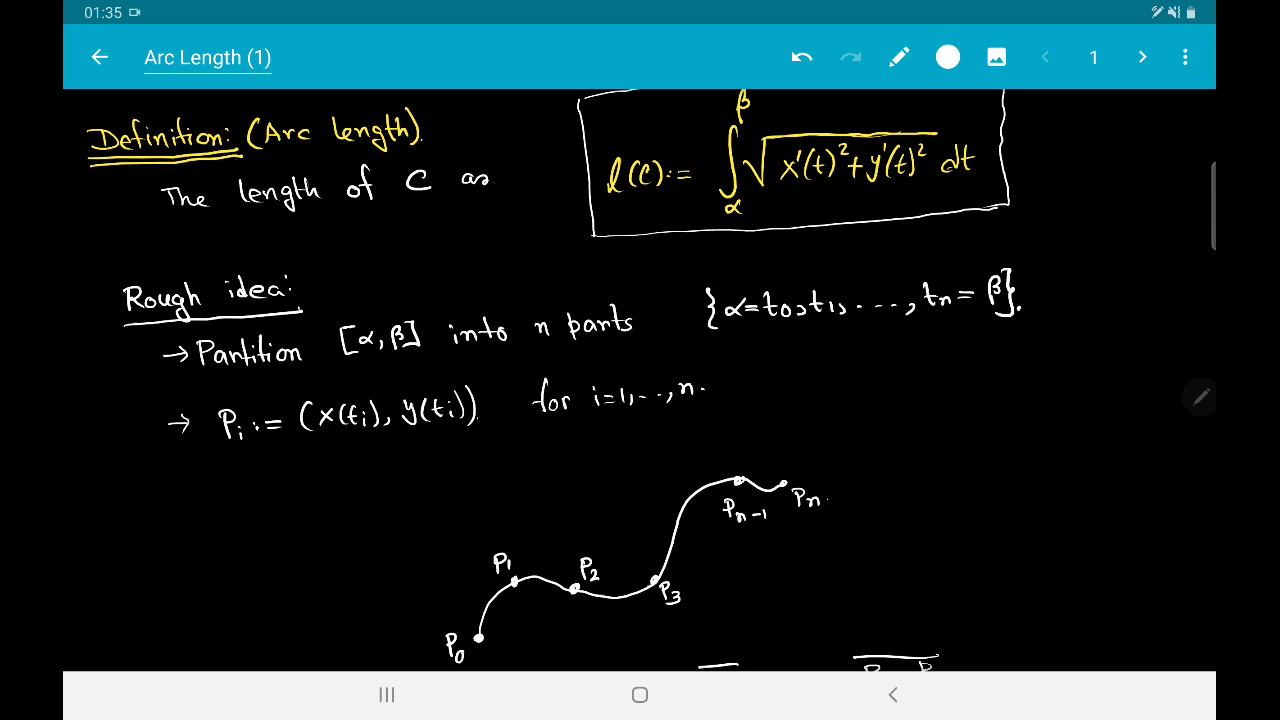 01:35
Arc Length (1)
1
Definition: (Arc length).
The length of C as
l(C) := ∫_α^β √(x'(t)²+y'(t)²) dt
Rough idea:
→ Partition [α,β] into n parts {α=t₀,t₁,....,tₙ=β}.
→ Pᵢ := (x(tᵢ), y(tᵢ)) for i=1,...,n.
Pₙ₋₁ Pₙ
P₁ P₂
P₃
P₀